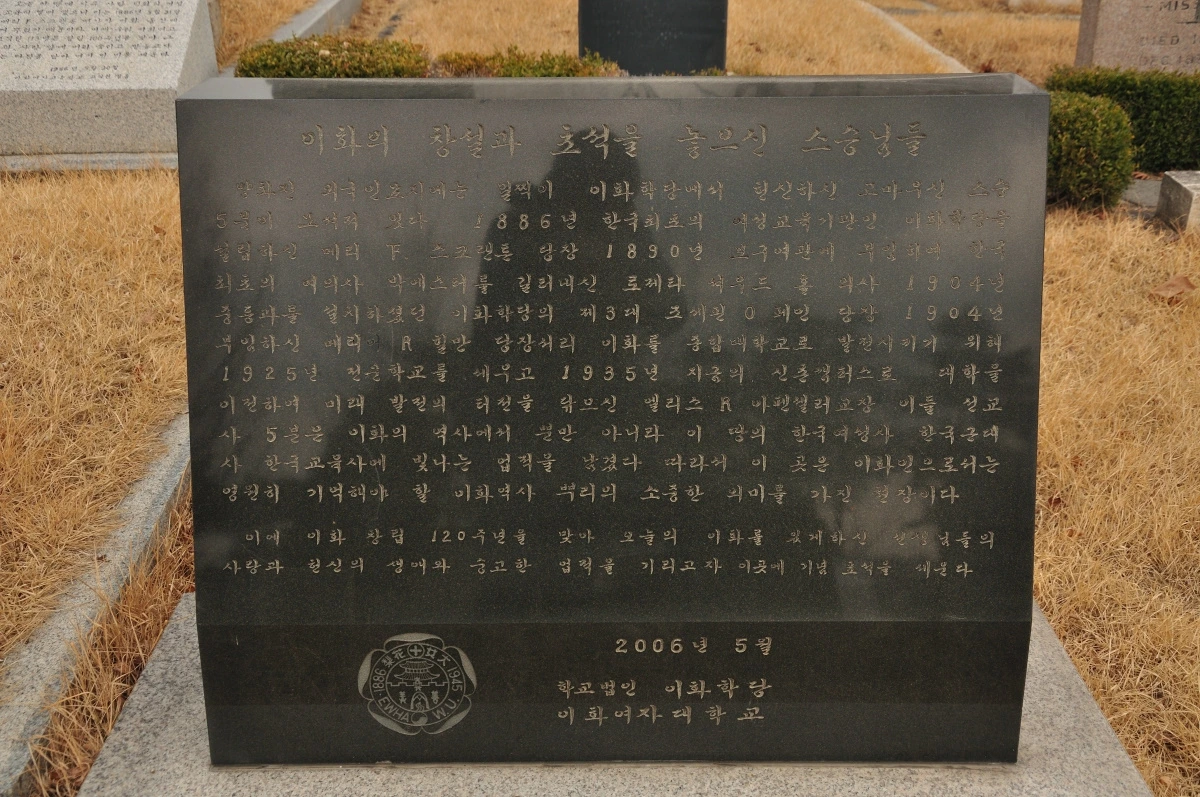 이화의 창설과 초석을 놓으신 스승님들
양화진 외국인묘지에는 일찍이 이화학당에서 헌신하신 고마우신 스승
5분이 모셔져 있다 1886년 한국최초의 여성교육기관인 이화학당을
설립하신 메리 F. 스크랜튼 당장 1890년 보구여관에 부임하여 한국
최초의 여의사 박에스더를 길러내신 로제타 셔우드 홀 의사 1904년
중등과를 설치하셨던 이화학당의 제3대 조세핀 O 페인 당장 1904년
부임하신 메리 R 힐만 당장서리 이화를 종합대학교로 발전시키기 위해
1925년 전문학교를 세우고 1935년 지금의 신촌캠퍼스로 대학을
이전하여 미래 발전의 터전을 닦으신 앨리스 R 아펜젤러교장 이들 선교
사 5분은 이화의 역사에서 뿐만 아니라 이 땅의 한국여성사 한국근대
사 한국교육사에 빛나는 업적을 남겼다 따라서 이 곳은 이화인으로서는
영원히 기억해야 할 이화역사 뿌리의 소중한 의미를 가진 현장이다
이에 이화 창립 120주년을 맞아 오늘의 이화를 있게하신 선생님들의
사랑과 헌신의 생애와 숭고한 업적을 기리고자 이곳에 기념 초석을 세운다
2006년 5월
학교법인 이화학당
이화여자대학교
1886 梨花女大 1945
EWHA W.U.
MISS
DIED